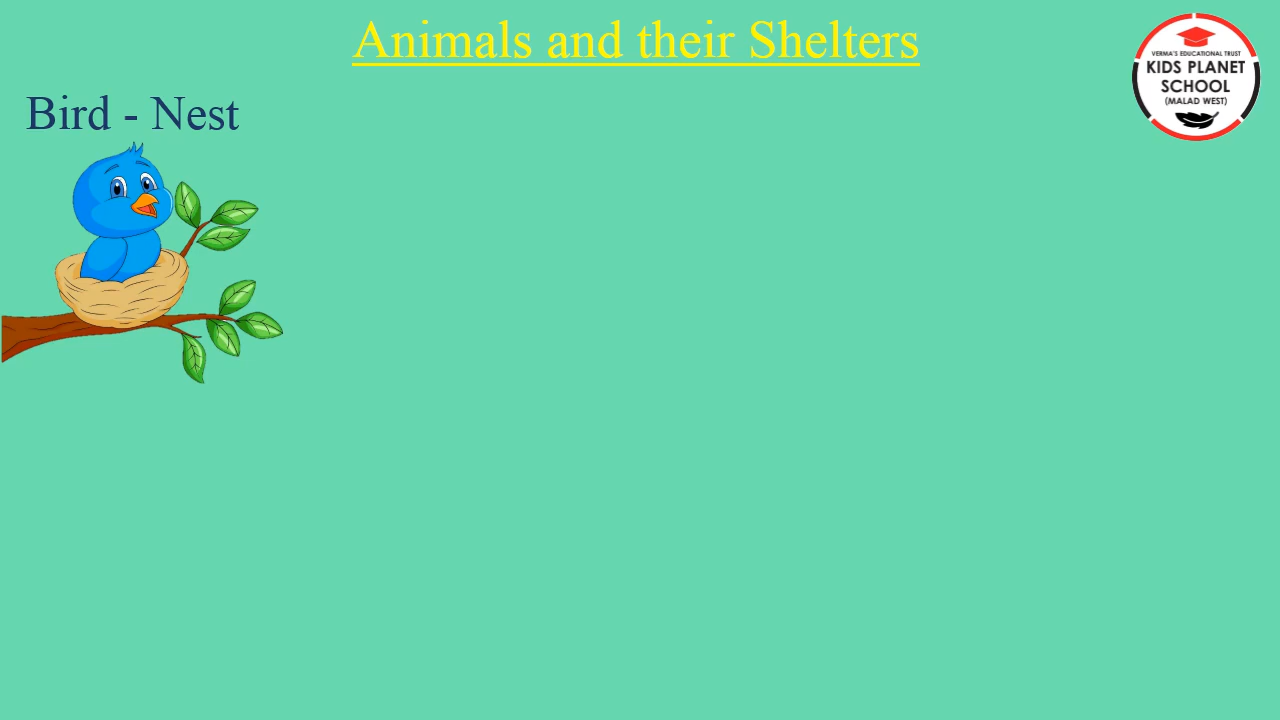 Animals and their Shelters
VERMA'S EDUCATIONAL TRUST
KIDS PLANET
SCHOOL
(MALAD WEST)
Bird - Nest